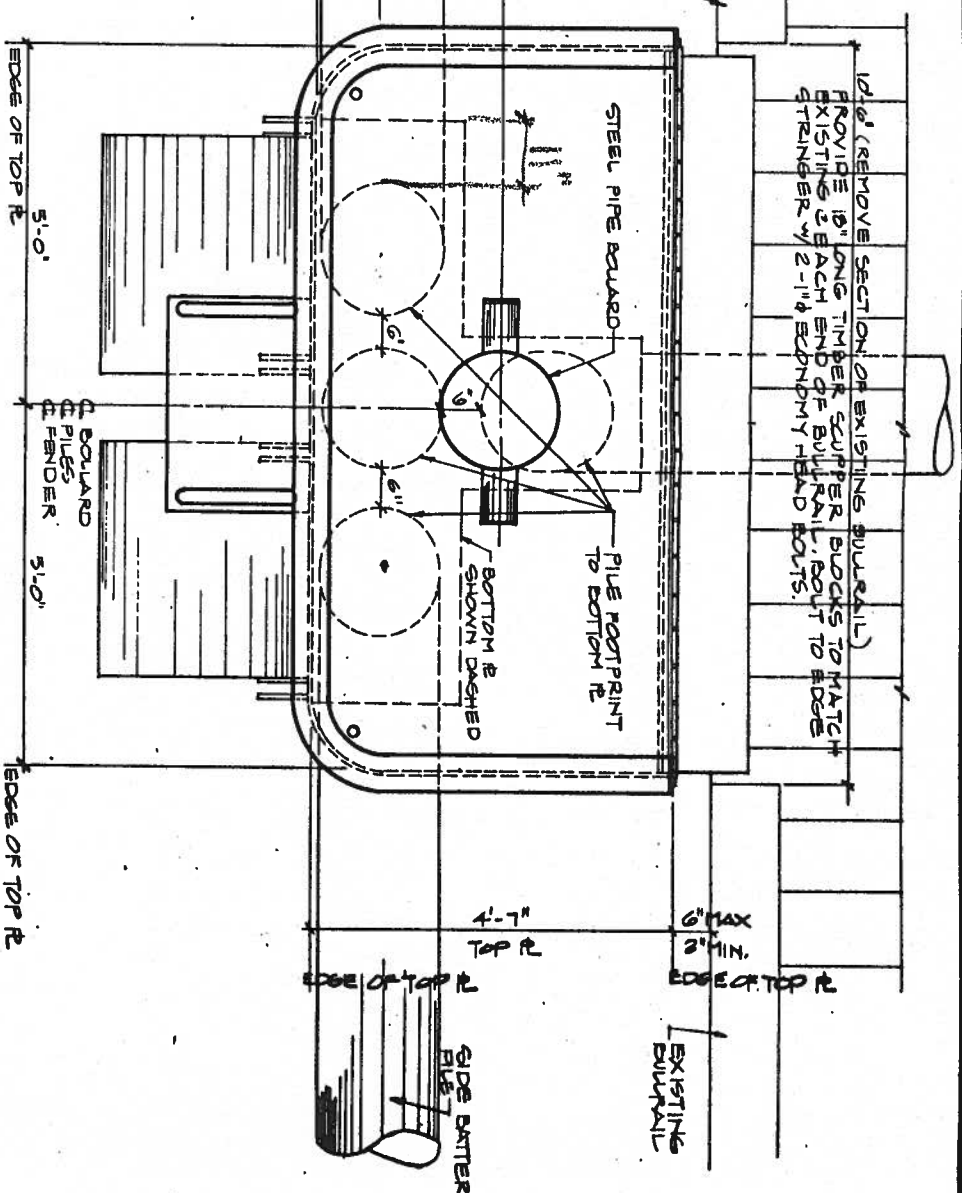 10'-6" (REMOVE SECTION OF EXISTING BULLRAIL)
PROVIDE 18" LONG TIMBER SCUPPER BLOCKS TO MATCH
EXISTING @ EACH END OF BULLRAIL. BOLT TO EDGE
STRINGER W/ 2-1"φ ECONOMY HEAD BOLTS.
STEEL PIPE BOLLARD
PILE FOOTPRINT
TO BOTTOM ℞
BOTTOM ℞
SHOWN DASHED
6"
6"
6"
EDGE OF TOP ℞
5'-0"
℄ BOLLARD
℄ PILES
℄ FENDER
5'-0"
EDGE OF TOP ℞
4'-7"
TOP ℞
EDGE OF TOP ℞
6" MAX
MIN.
EDGE OF TOP ℞
EXISTING
BULLRAIL
SIDE BATTER
PILE